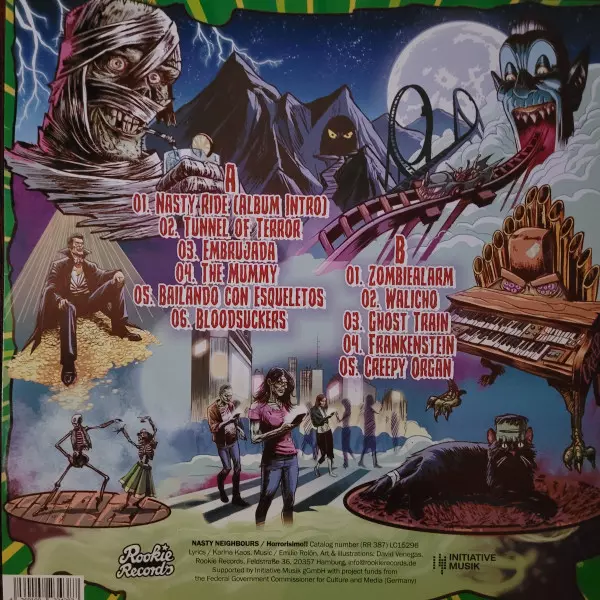 A
01. Nasty Ride (Album Intro)
02. Tunnel of Terror
03. Embrujada
04. The Mummy
05. Bailando con Esqueletos
06. Bloodsuckers
B
01. Zombiealarm
02. Walicho
03. Ghost Train
04. Frankenstein
05. Creepy Organ
Rookie
Records
NASTY NEIGHBOURS / Horrorisimo!! Catalog number (RR 387) LC15298
Lyrics / Karina Kaos; Music / Emilio Rolón, Art & Illustrations: David Venegas.
Rookie Records, Feldstraße 36, 20357 Hamburg, info@rookierecords.de
Supported by Initiative Musik gGmbH with project funds from
the Federal Government Commissioner for Culture and Media (Germany)
INITIATIVE
MUSIK